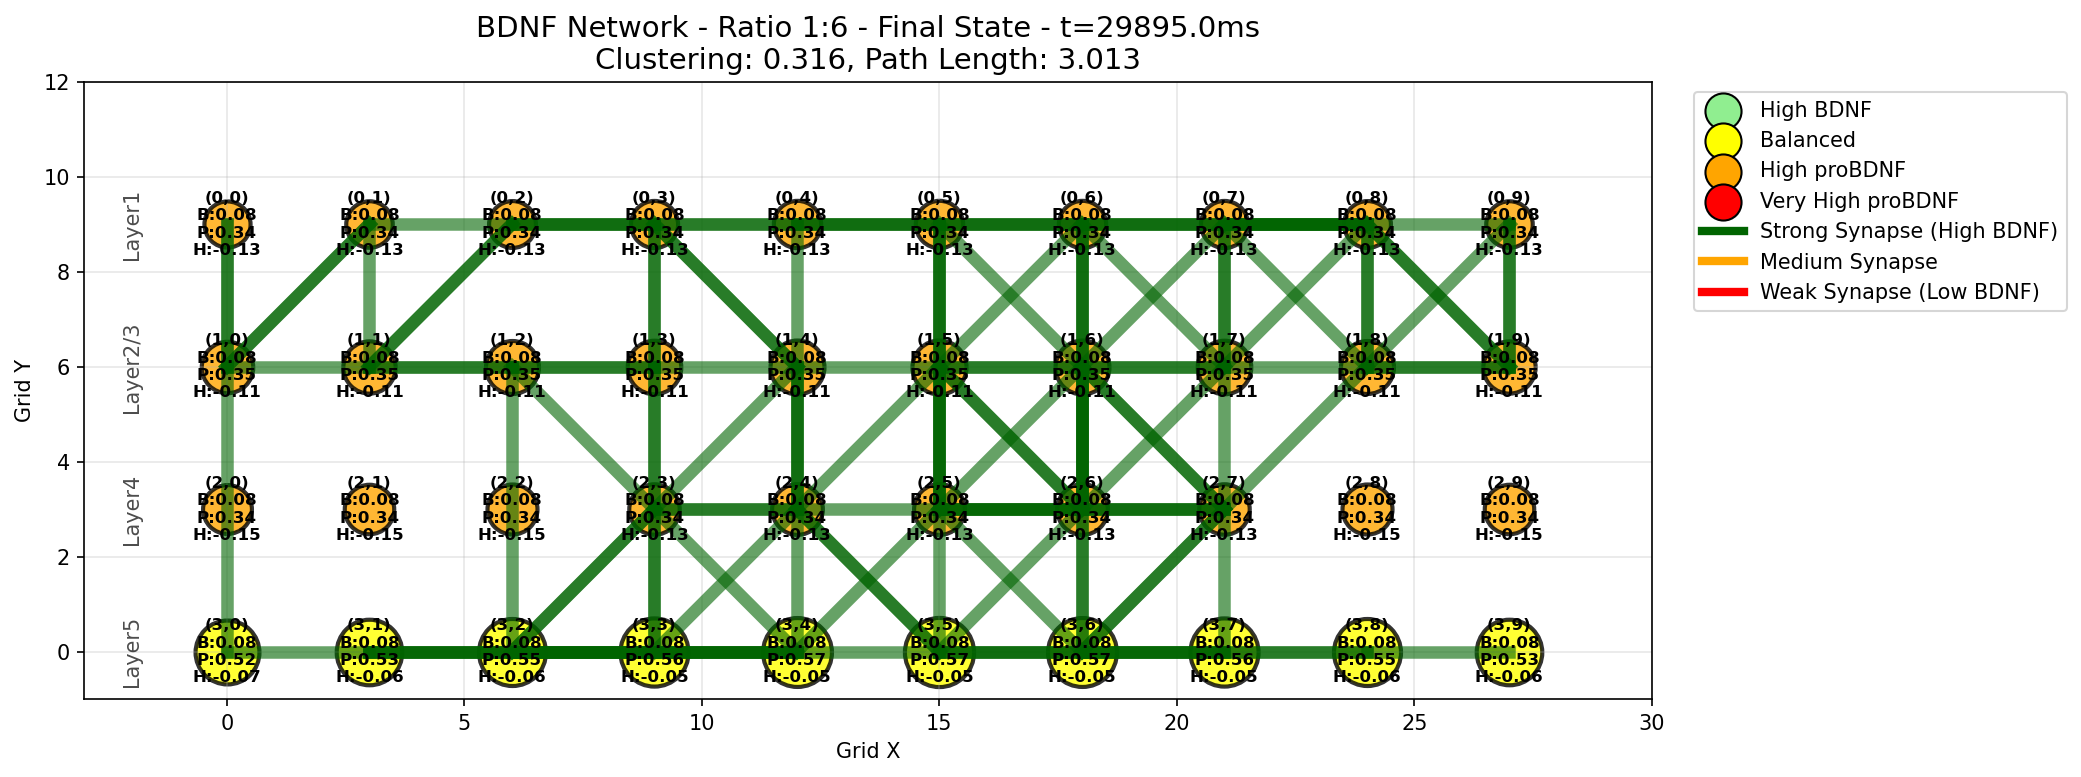 BDNF Network - Ratio 1:6 - Final State - t=29895.0ms
Clustering: 0.316, Path Length: 3.013
12
10
8
6
4
2
0
Grid Y
Layer1
Layer2/3
Layer4
Layer5
(0,0) (0,1) (0,2) (0,3) (0,4) (0,5) (0,6) (0,7) (0,8) (0,9)
B:0.08 B:0.08 B:0.08 B:0.08 B:0.08 B:0.08 B:0.08 B:0.08 B:0.08 B:0.08
P:0.34 P:0.34 P:0.34 P:0.34 P:0.34 P:0.34 P:0.34 P:0.34 P:0.34 P:0.34
H:-0.13 H:-0.13 H:-0.13 H:-0.13 H:-0.13 H:-0.13 H:-0.13 H:-0.13 H:-0.13 H:-0.13
(1,0) (1,1) (1,2) (1,3) (1,4) (1,5) (1,6) (1,7) (1,8) (1,9)
B:0.08 B:0.08 B:0.08 B:0.08 B:0.08 B:0.08 B:0.08 B:0.08 B:0.08 B:0.08
P:0.35 P:0.35 P:0.35 P:0.35 P:0.35 P:0.35 P:0.35 P:0.35 P:0.35 P:0.35
H:-0.11 H:-0.11 H:-0.11 H:-0.11 H:-0.11 H:-0.11 H:-0.11 H:-0.11 H:-0.11 H:-0.11
(2,0) (2,1) (2,2) (2,3) (2,4) (2,5) (2,6) (2,7) (2,8) (2,9)
B:0.08 B:0.08 B:0.08 B:0.08 B:0.08 B:0.08 B:0.08 B:0.08 B:0.08 B:0.08
P:0.34 P:0.34 P:0.34 P:0.34 P:0.34 P:0.34 P:0.34 P:0.34 P:0.34 P:0.34
H:-0.15 H:-0.15 H:-0.15 H:-0.13 H:-0.13 H:-0.13 H:-0.13 H:-0.13 H:-0.15 H:-0.15
(3,0) (3,1) (3,2) (3,3) (3,4) (3,5) (3,6) (3,7) (3,8) (3,9)
B:0.08 B:0.08 B:0.08 B:0.08 B:0.08 B:0.08 B:0.08 B:0.08 B:0.08 B:0.08
P:0.52 P:0.53 P:0.55 P:0.56 P:0.57 P:0.57 P:0.57 P:0.56 P:0.55 P:0.53
H:-0.07 H:-0.06 H:-0.06 H:-0.05 H:-0.05 H:-0.05 H:-0.05 H:-0.05 H:-0.06 H:-0.06
0 5 10 15 20 25 30
Grid X
High BDNF
Balanced
High proBDNF
Very High proBDNF
Strong Synapse (High BDNF)
Medium Synapse
Weak Synapse (Low BDNF)